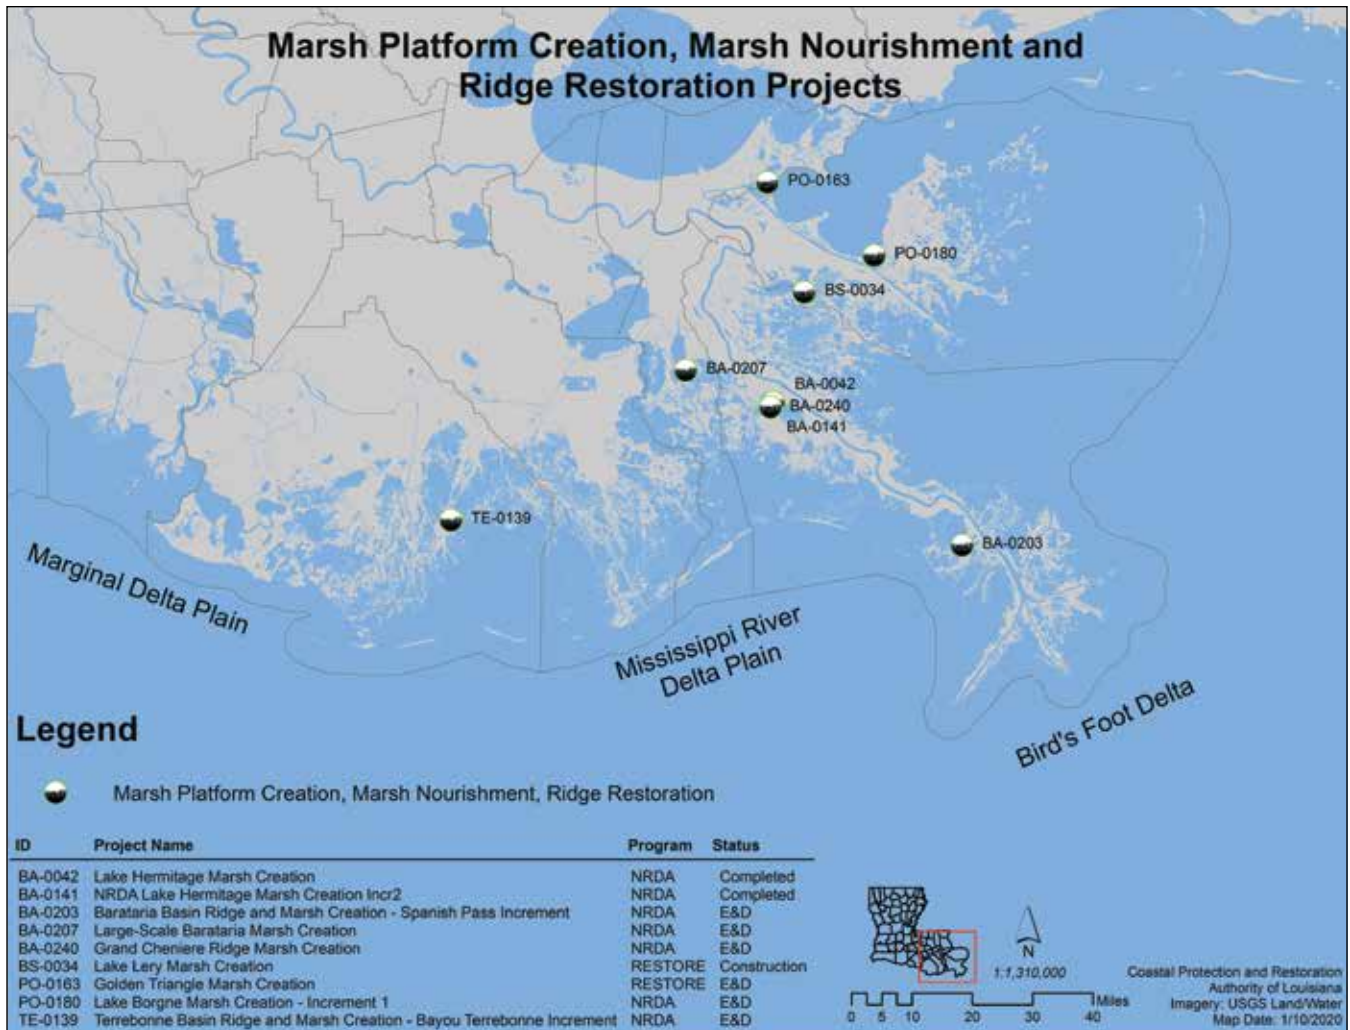 Marsh Platform Creation, Marsh Nourishment and
Ridge Restoration Projects
PO-0163
PO-0180
BS-0034
BA-0207
BA-0042
BA-0240
BA-0141
TE-0139
BA-0203
Marginal Delta Plain
Mississippi River
Delta Plain
Bird's Foot Delta
Legend
Marsh Platform Creation, Marsh Nourishment, Ridge Restoration
ID Project Name Program Status
BA-0042 Lake Hermitage Marsh Creation NRDA Completed
BA-0141 NRDA Lake Hermitage Marsh Creation Incr2 NRDA Completed
BA-0203 Barataria Basin Ridge and Marsh Creation - Spanish Pass Increment NRDA E&D
BA-0207 Large-Scale Barataria Marsh Creation NRDA E&D
BA-0240 Grand Cheniere Ridge Marsh Creation NRDA E&D
BS-0034 Lake Lery Marsh Creation RESTORE Construction
PO-0163 Golden Triangle Marsh Creation RESTORE E&D
PO-0180 Lake Borgne Marsh Creation - Increment 1 NRDA E&D
TE-0139 Terrebonne Basin Ridge and Marsh Creation - Bayou Terrebonne Increment NRDA E&D
N
1:1,310,000
Miles
0 5 10 20 30 40
Coastal Protection and Restoration
Authority of Louisiana
Imagery: USGS Land/Water
Map Date: 1/10/2020